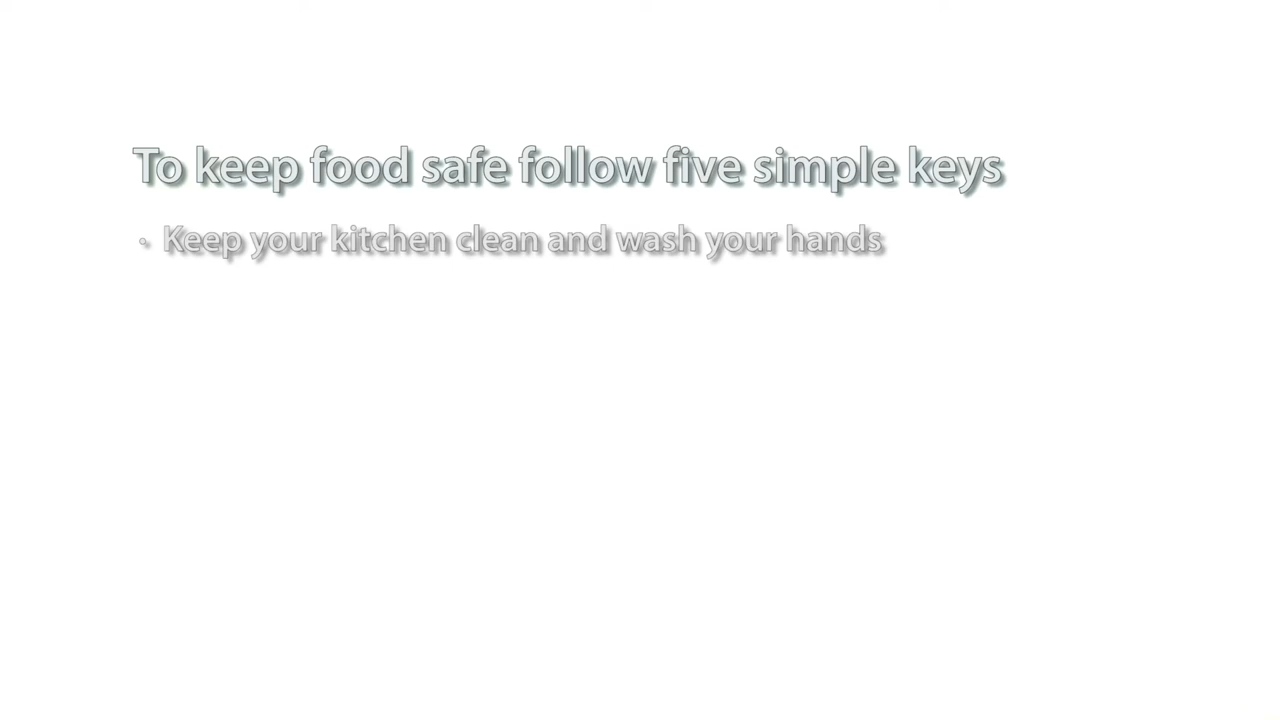 To keep food safe follow five simple keys
• Keep your kitchen clean and wash your hands